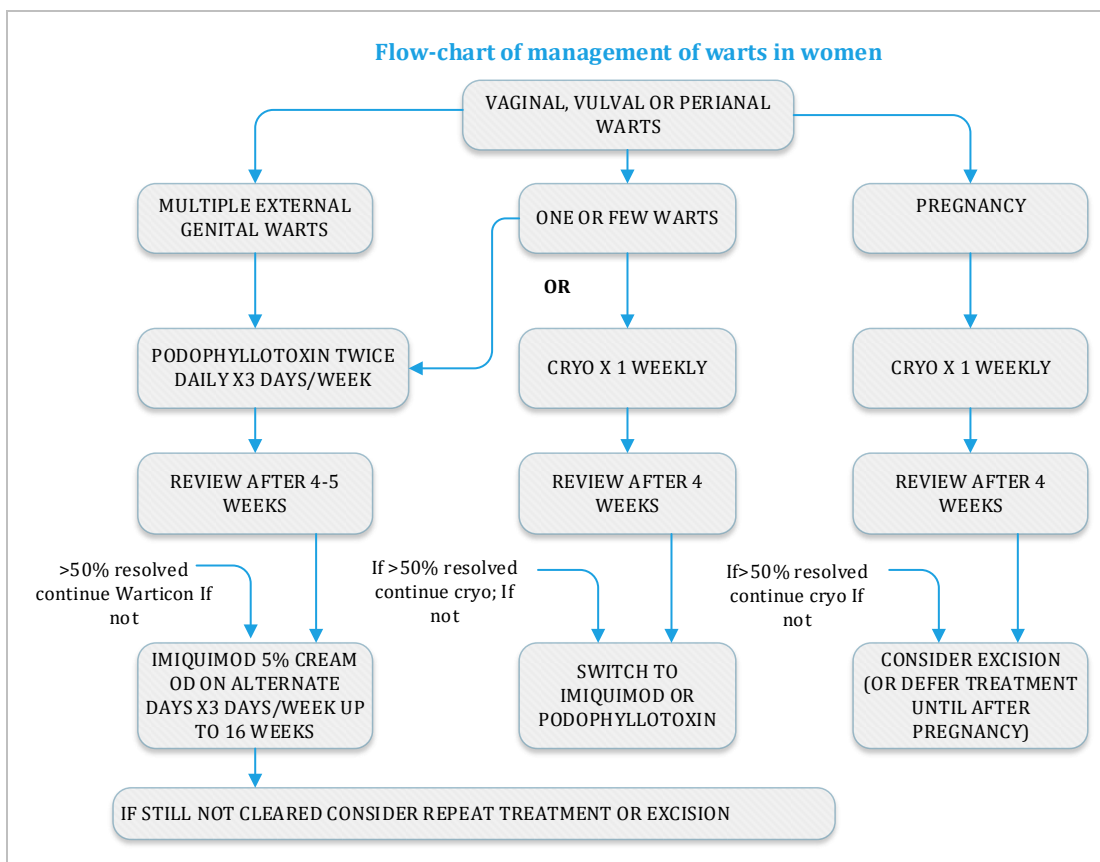 Flow-chart of management of warts in women
VAGINAL, VULVAL OR PERIANAL
WARTS
MULTIPLE EXTERNAL
GENITAL WARTS
ONE OR FEW WARTS
PREGNANCY
OR
PODOPHYLLOTOXIN TWICE
DAILY X3 DAYS/WEEK
CRYO X 1 WEEKLY
CRYO X 1 WEEKLY
REVIEW AFTER 4-5
WEEKS
REVIEW AFTER 4
WEEKS
REVIEW AFTER 4
WEEKS
>50% resolved
continue Warticon If
not
If >50% resolved
continue cryo; If
not
If>50% resolved
continue cryo If
not
IMIQUIMOD 5% CREAM
OD ON ALTERNATE
DAYS X3 DAYS/WEEK UP
TO 16 WEEKS
SWITCH TO
IMIQUIMOD OR
PODOPHYLLOTOXIN
CONSIDER EXCISION
(OR DEFER TREATMENT
UNTIL AFTER
PREGNANCY)
IF STILL NOT CLEARED CONSIDER REPEAT TREATMENT OR EXCISION